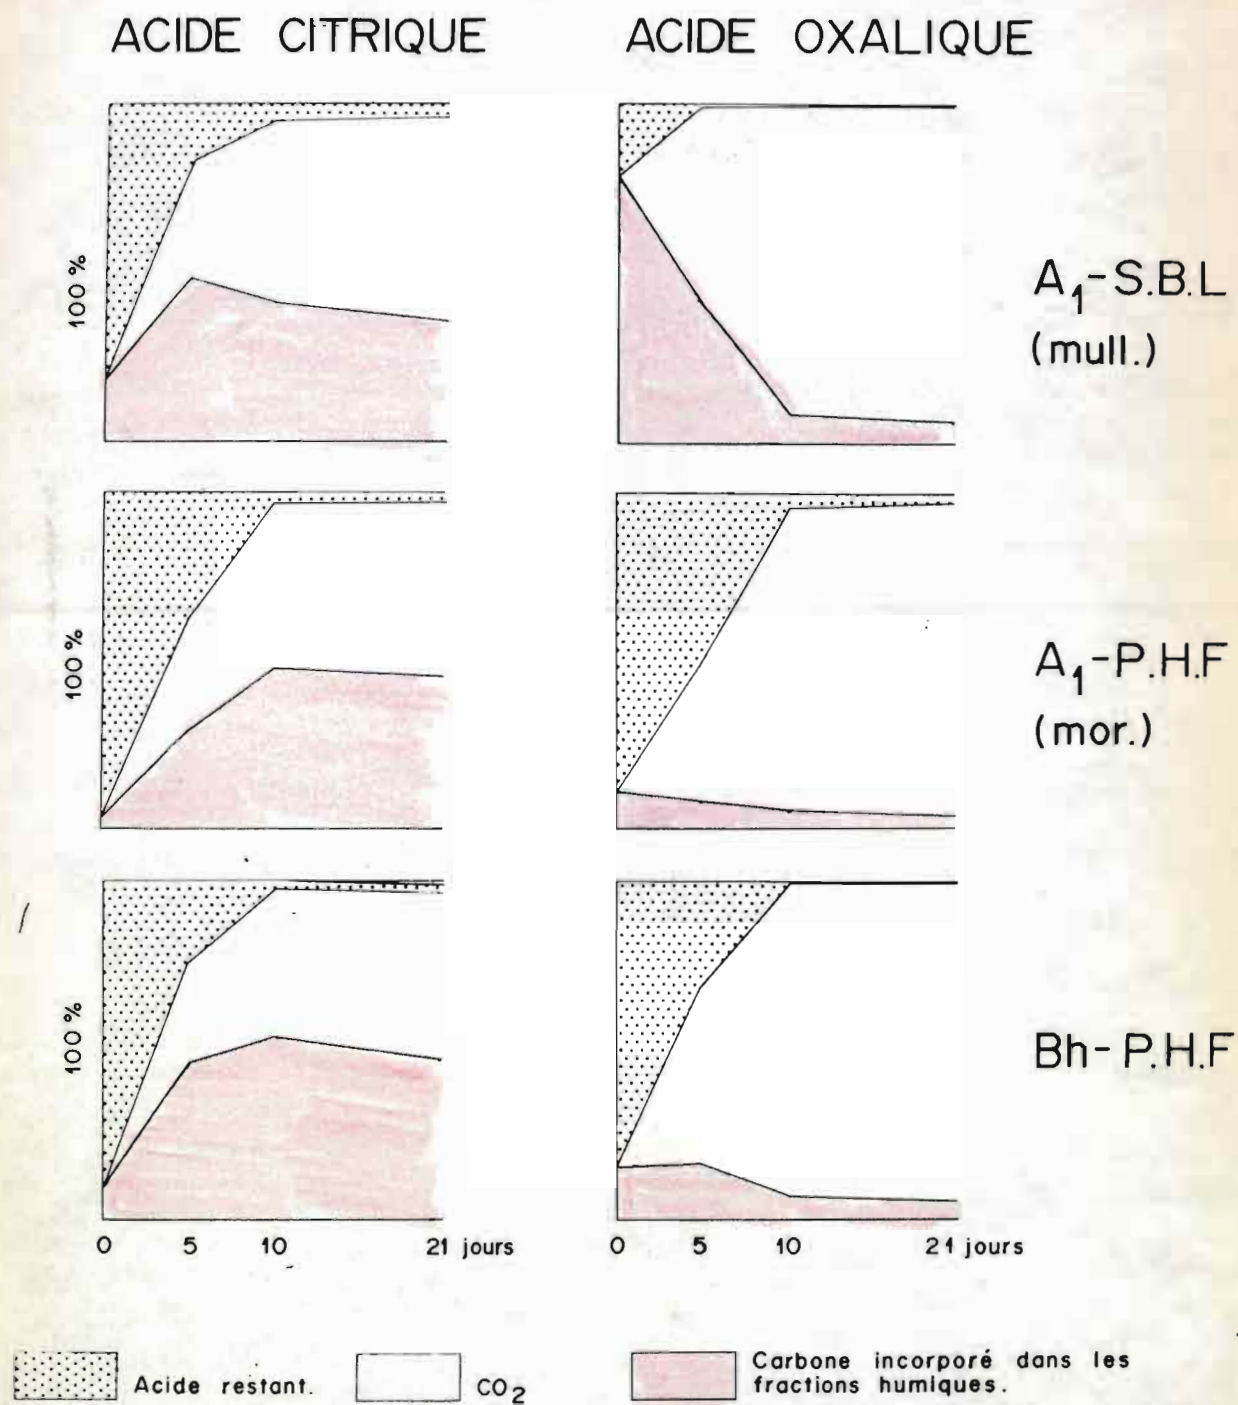 ACIDE CITRIQUE
ACIDE OXALIQUE
100 %
A1-S.B.L
(mull.)
100 %
A1-P.H.F
(mor.)
100 %
Bh-P.H.F
0 5 10 21 jours
0 5 10 21 jours
Acide restant.
CO2
Carbone incorporé dans les
fractions humiques.